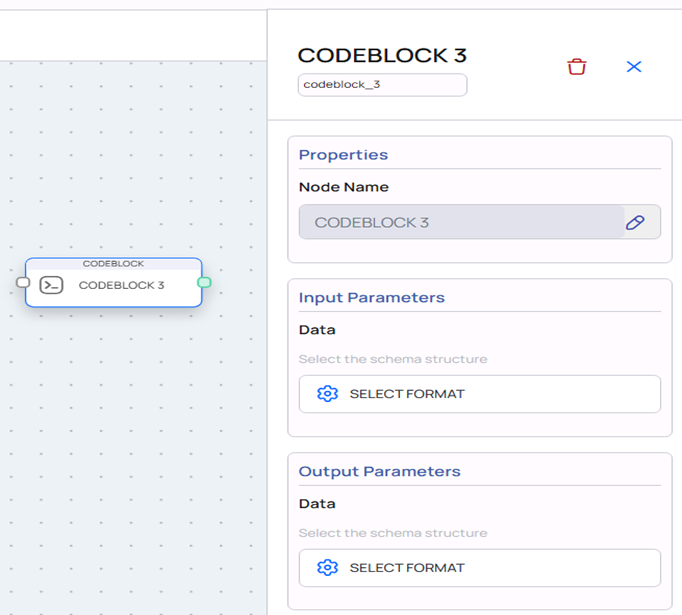 CODEBLOCK 3
codeblock_3
Properties
Node Name
CODEBLOCK 3
CODEBLOCK
CODEBLOCK 3
Input Parameters
Data
Select the schema structure
SELECT FORMAT
Output Parameters
Data
Select the schema structure
SELECT FORMAT